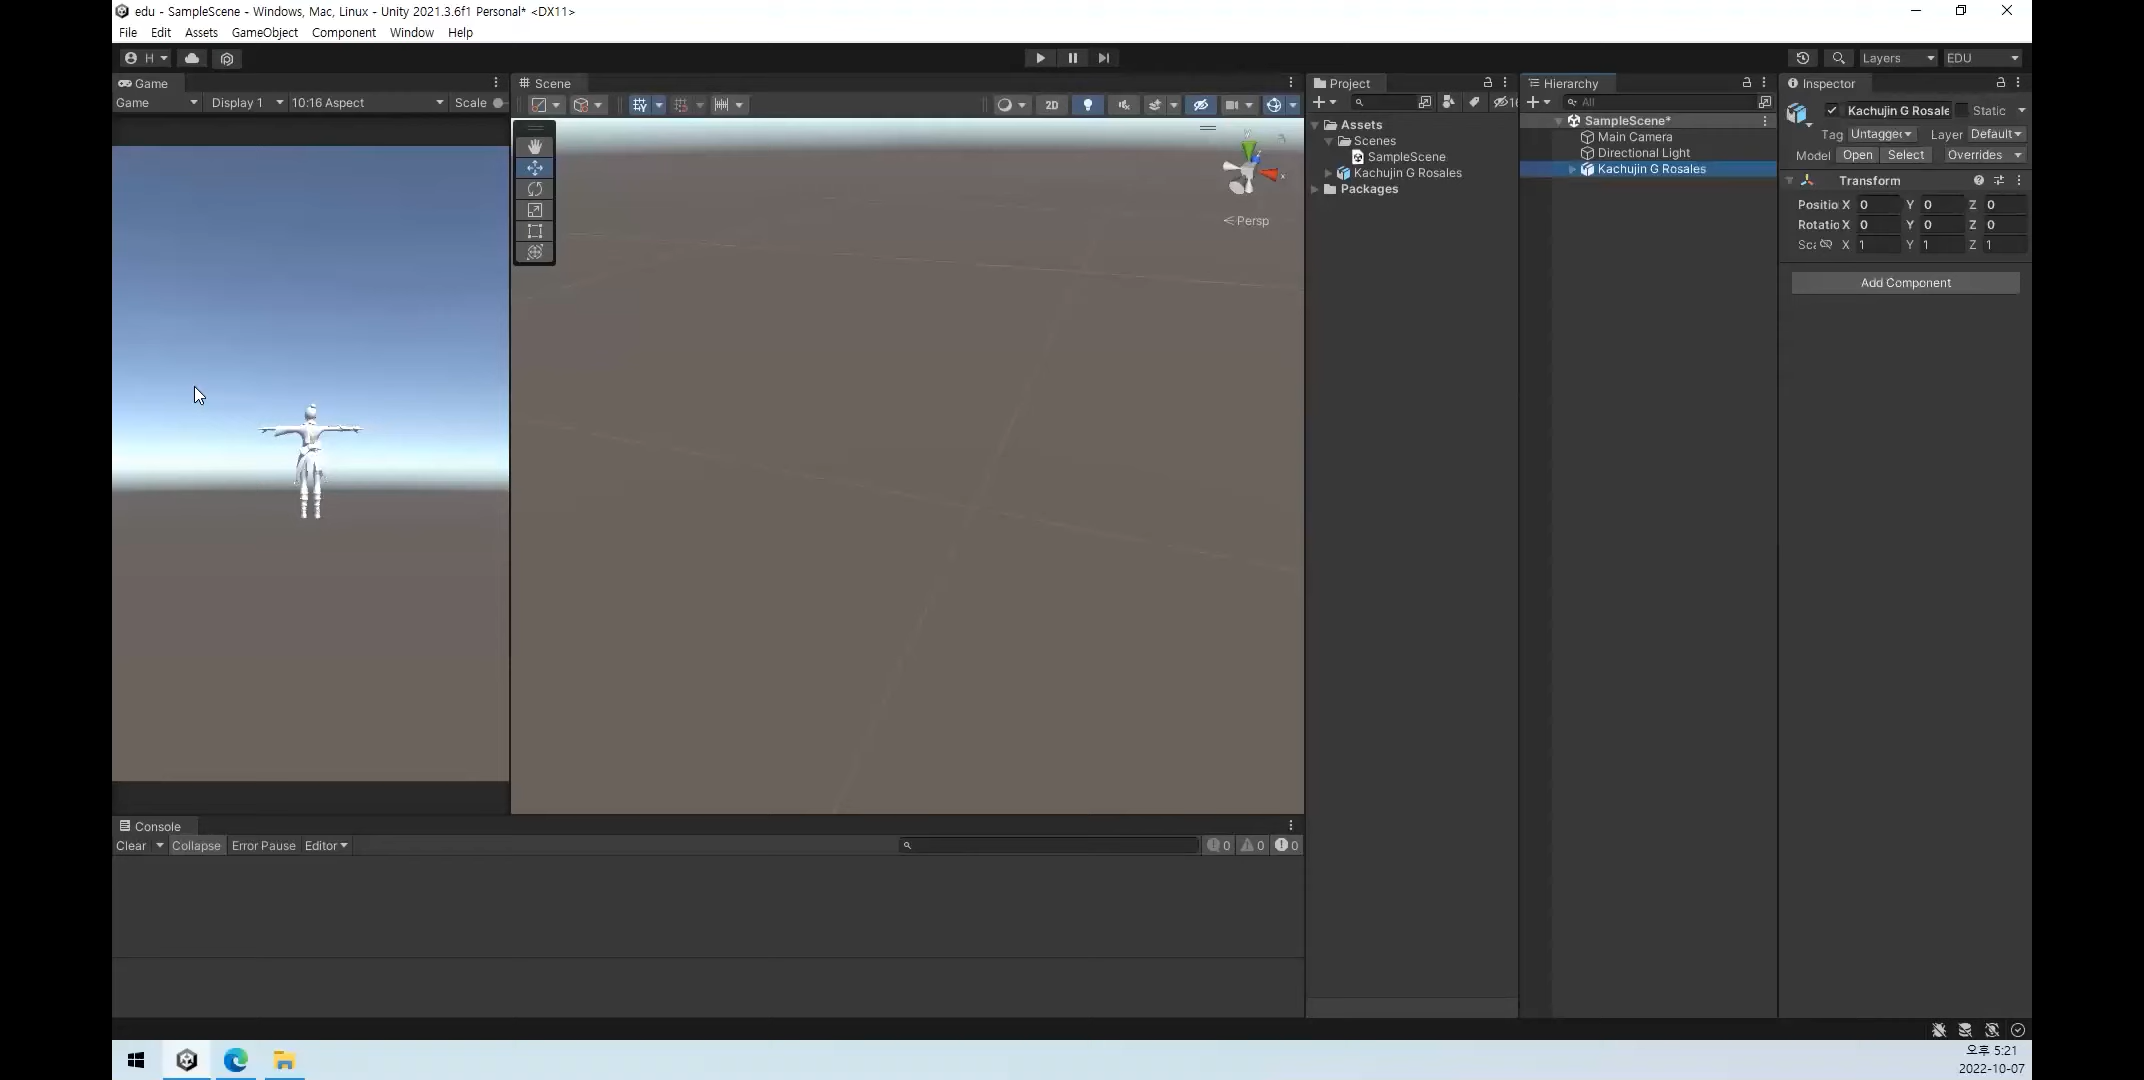 edu - SampleScene - Windows, Mac, Linux - Unity 2021.3.6f1 Personal* <DX11>
File Edit Assets GameObject Component Window Help
H Layers EDU
Game
Game Display 1 10:16 Aspect Scale
Scene
2D
y
x
Persp
Project
Assets
Scenes
SampleScene
Kachujin G Rosales
Packages
Hierarchy
All
SampleScene*
Main Camera
Directional Light
Kachujin G Rosales
Inspector
Kachujin G Rosale Static
Tag Untagged Layer Default
Model Open Select Overrides
Transform
Positio X 0 Y 0 Z 0
Rotatio X 0 Y 0 Z 0
Sca X 1 Y 1 Z 1
Add Component
Console
Clear Collapse Error Pause Editor 0 0 0
오후 5:21
2022-10-07